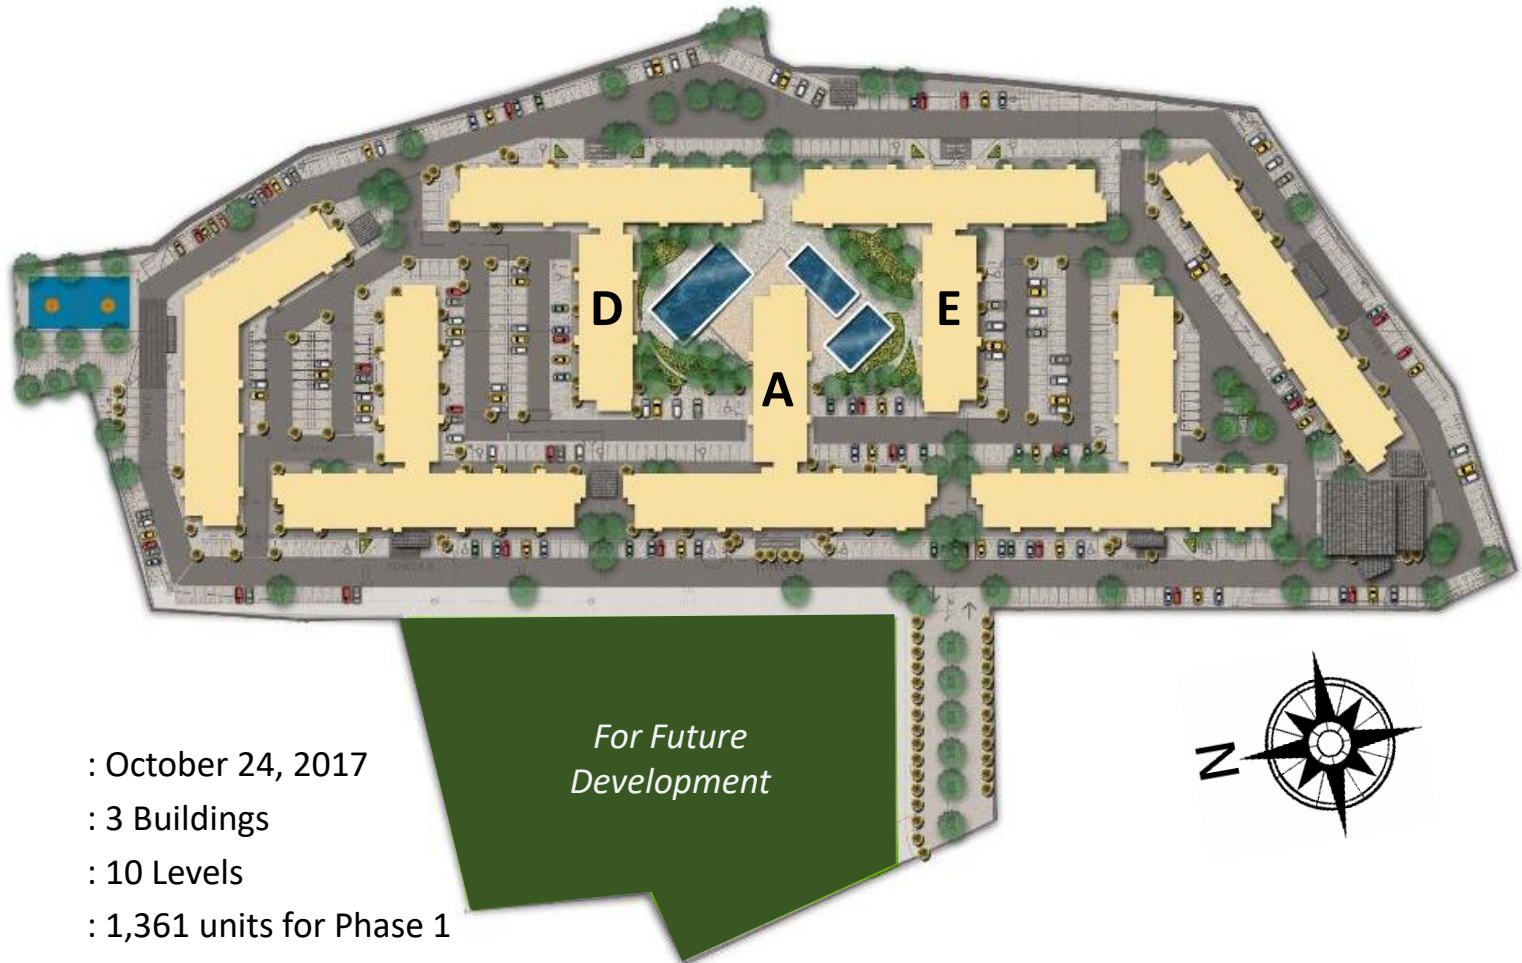 D
E
A
For Future
Development
N
: October 24, 2017
: 3 Buildings
: 10 Levels
: 1,361 units for Phase 1